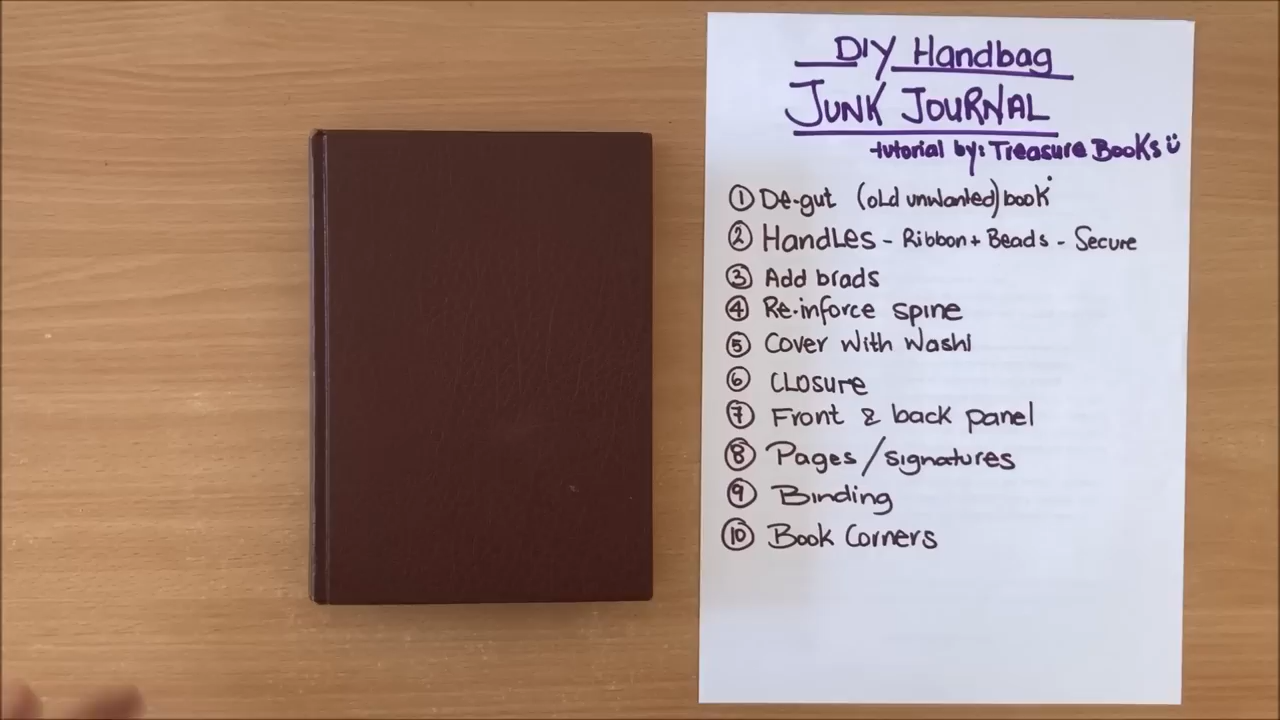 DIY Handbag
JUNK JOURNAL
tutorial by: Treasure Books
① De-gut (old unwanted) book
② Handles - Ribbon + Beads - Secure
③ Add brads
④ Re-inforce spine
⑤ Cover with Washi
⑥ CLOSURE
⑦ Front & back panel
⑧ Pages/signatures
⑨ Binding
⑩ Book Corners